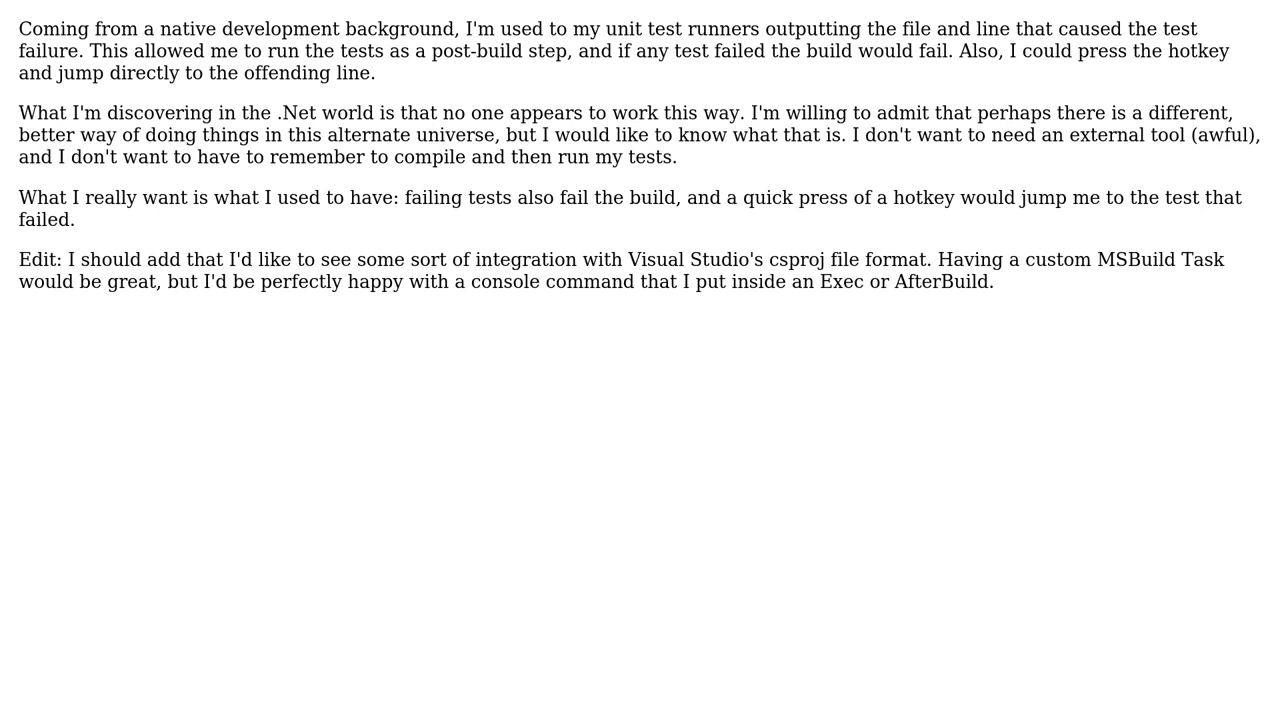 Coming from a native development background, I'm used to my unit test runners outputting the file and line that caused the test
failure. This allowed me to run the tests as a post-build step, and if any test failed the build would fail. Also, I could press the hotkey
and jump directly to the offending line.
What I'm discovering in the .Net world is that no one appears to work this way. I'm willing to admit that perhaps there is a different,
better way of doing things in this alternate universe, but I would like to know what that is. I don't want to need an external tool (awful),
and I don't want to have to remember to compile and then run my tests.
What I really want is what I used to have: failing tests also fail the build, and a quick press of a hotkey would jump me to the test that
failed.
Edit: I should add that I'd like to see some sort of integration with Visual Studio's csproj file format. Having a custom MSBuild Task
would be great, but I'd be perfectly happy with a console command that I put inside an Exec or AfterBuild.